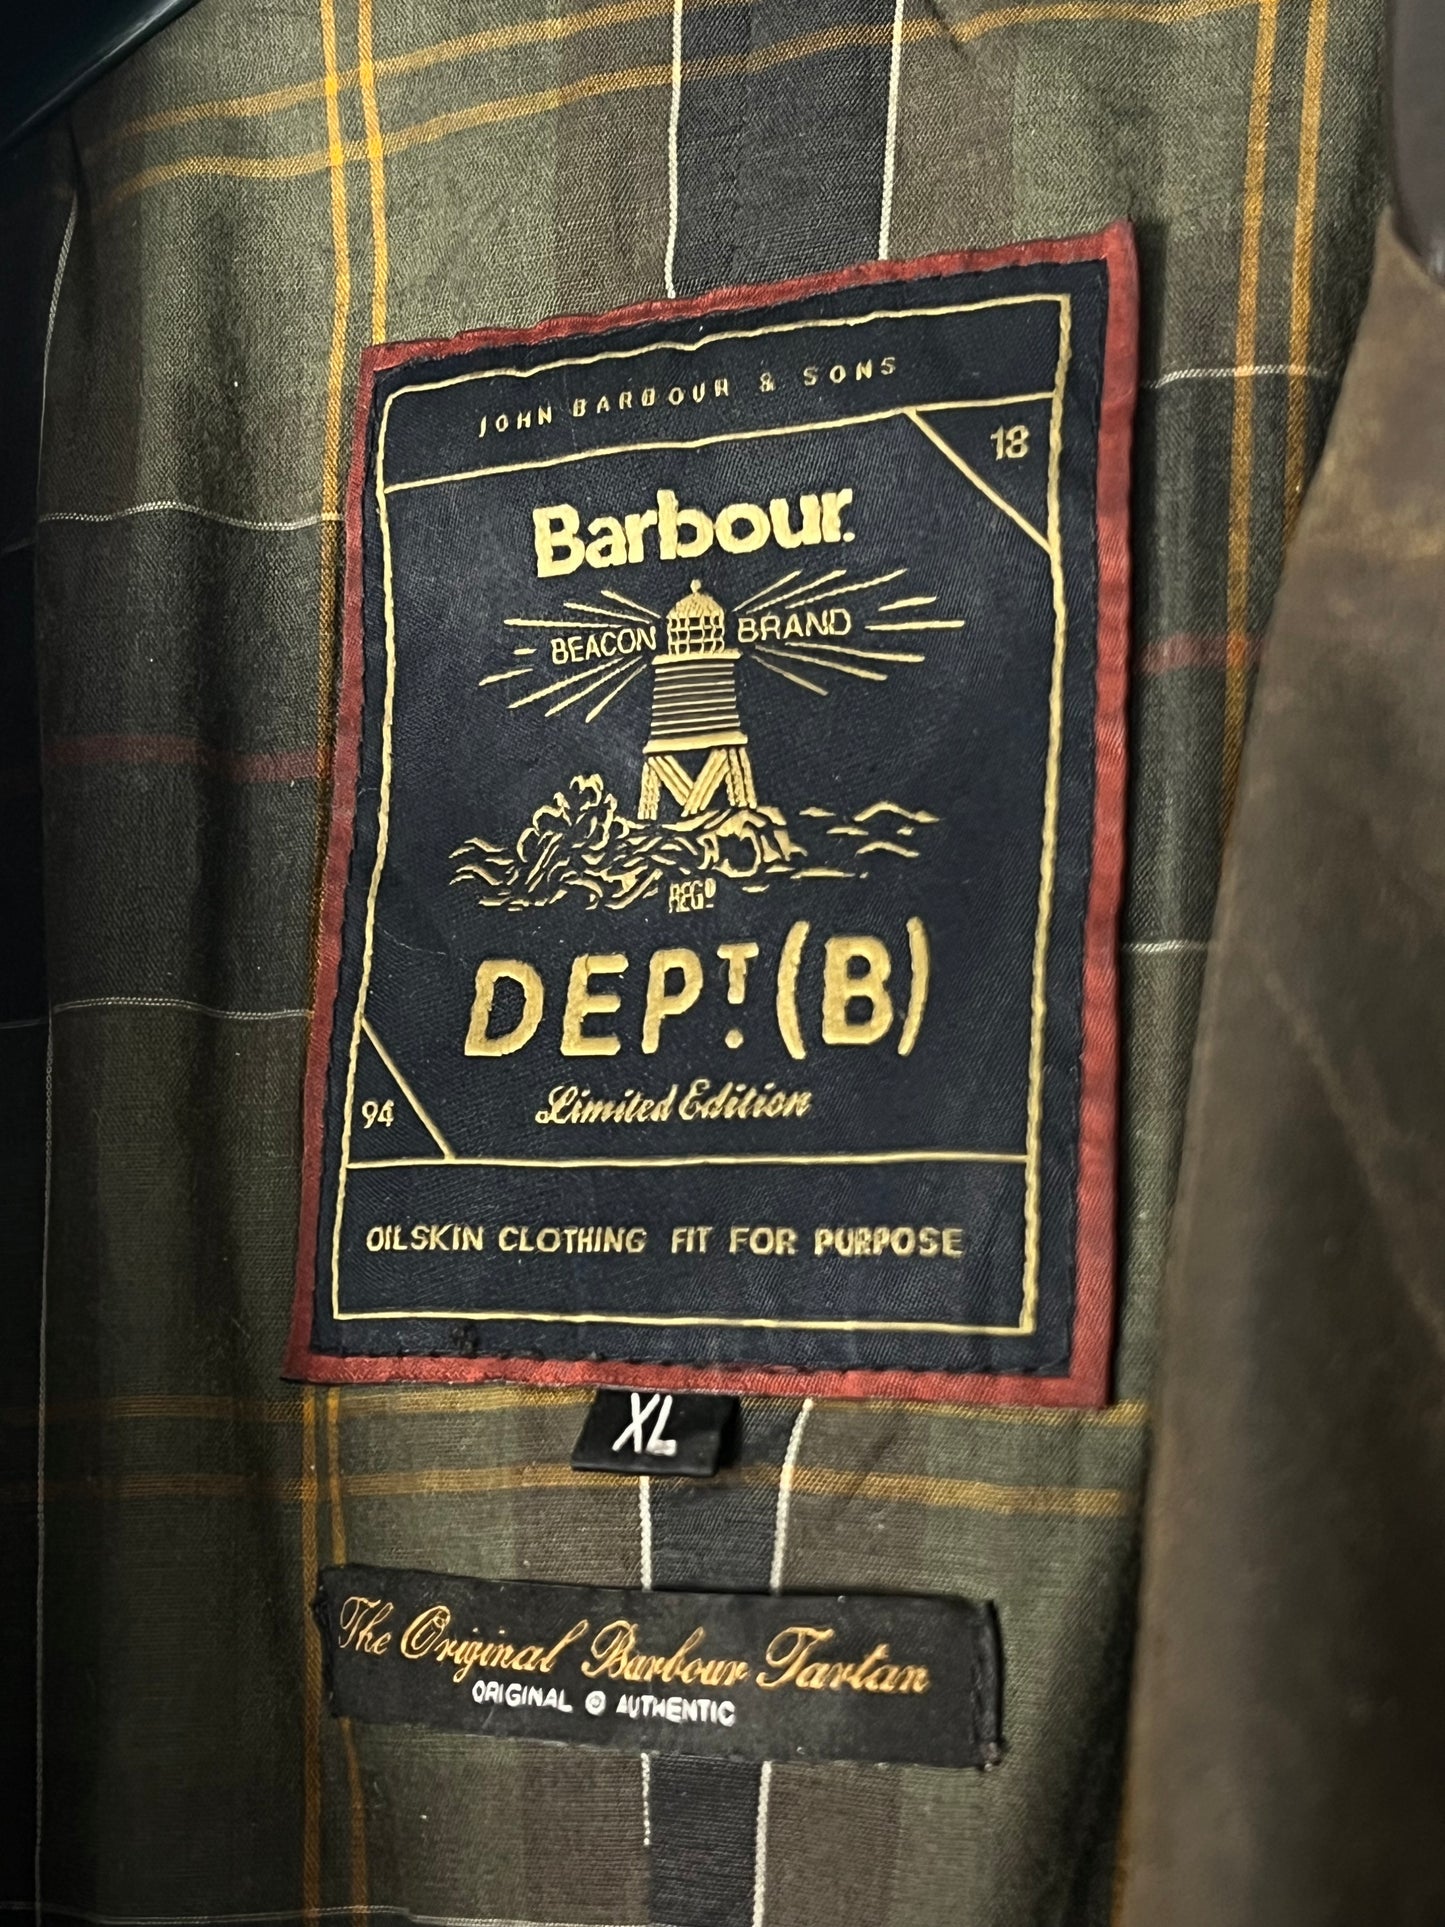 JOHN BARBOUR & SONS
18
Barbour.
BEACON BRAND
REGD
DEPT. (B)
Limited Edition
94
OILSKIN CLOTHING FIT FOR PURPOSE
XL
The Original Barbour Tartan
ORIGINAL © AUTHENTIC